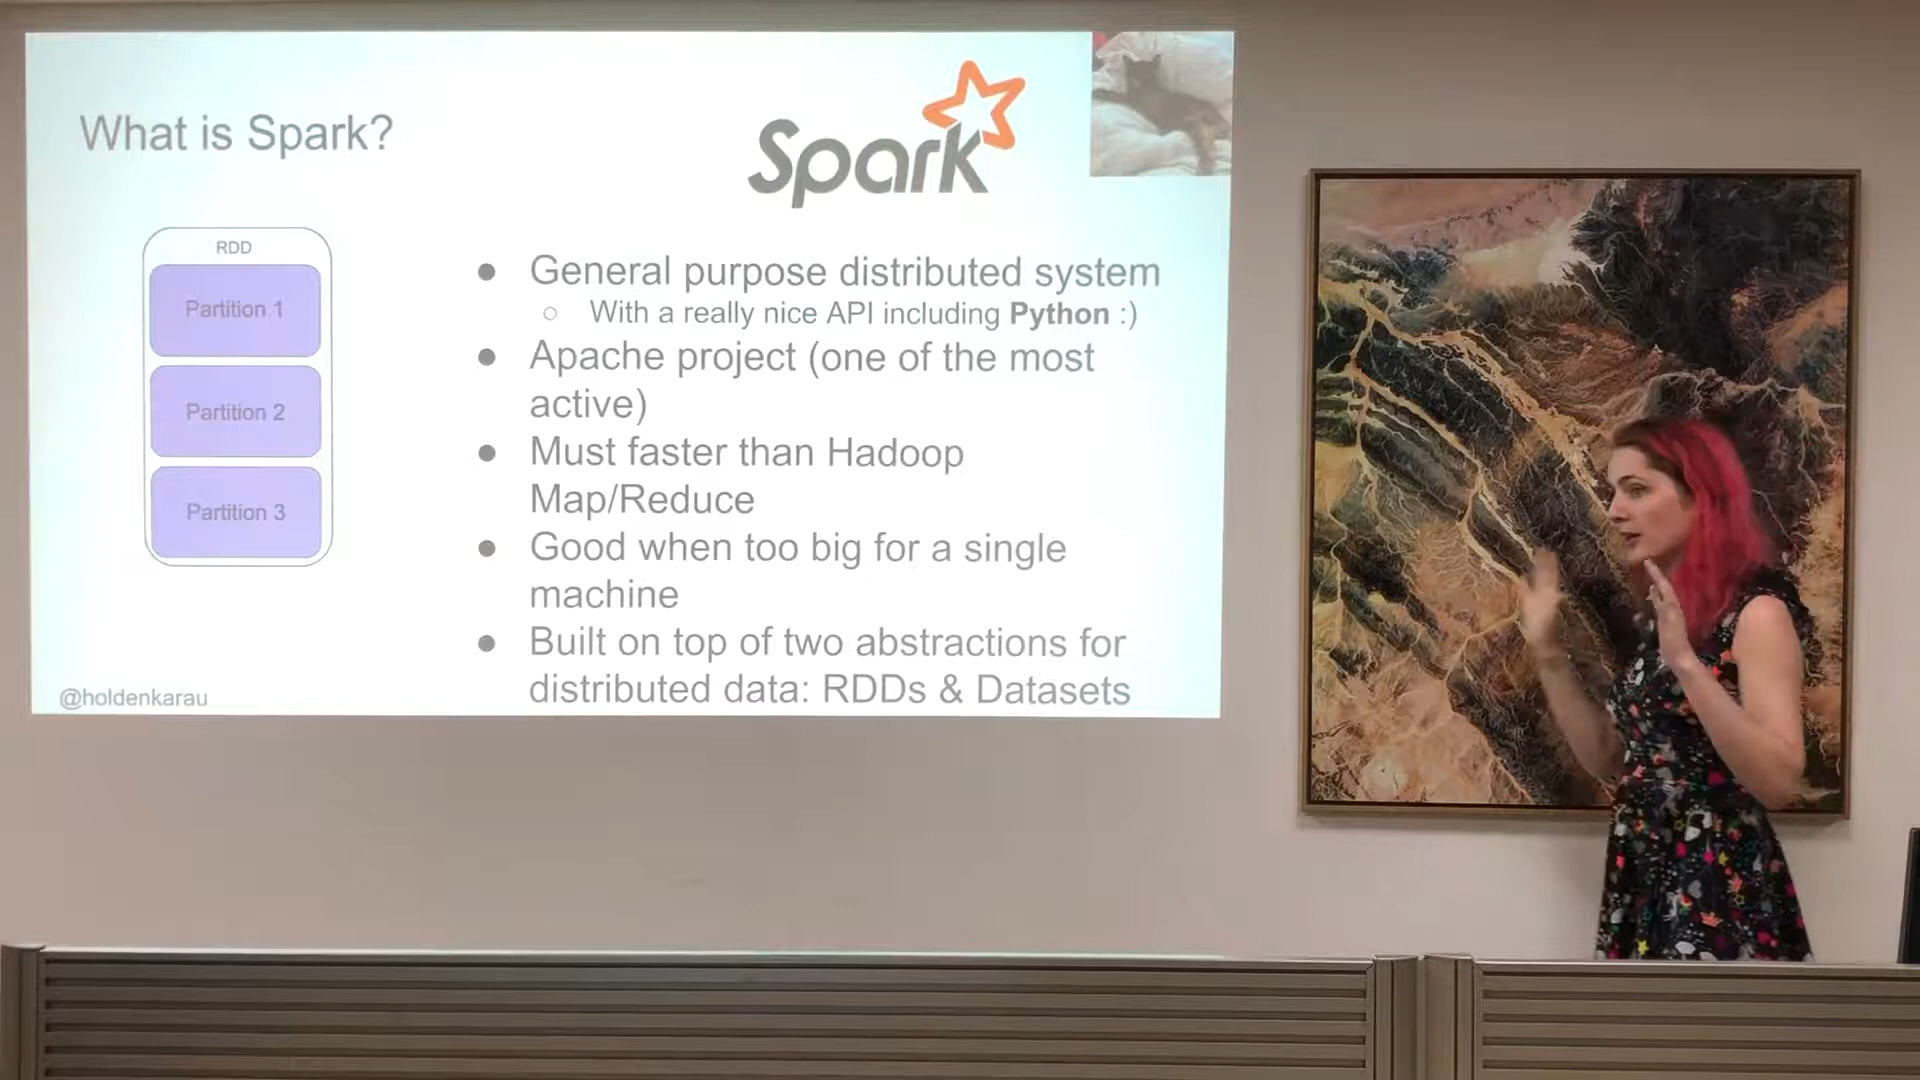 What is Spark?
Spark
RDD
Partition 1
Partition 2
Partition 3
● General purpose distributed system
○ With a really nice API including Python :)
● Apache project (one of the most
active)
● Must faster than Hadoop
Map/Reduce
● Good when too big for a single
machine
● Built on top of two abstractions for
distributed data: RDDs & Datasets
@holdenkarau